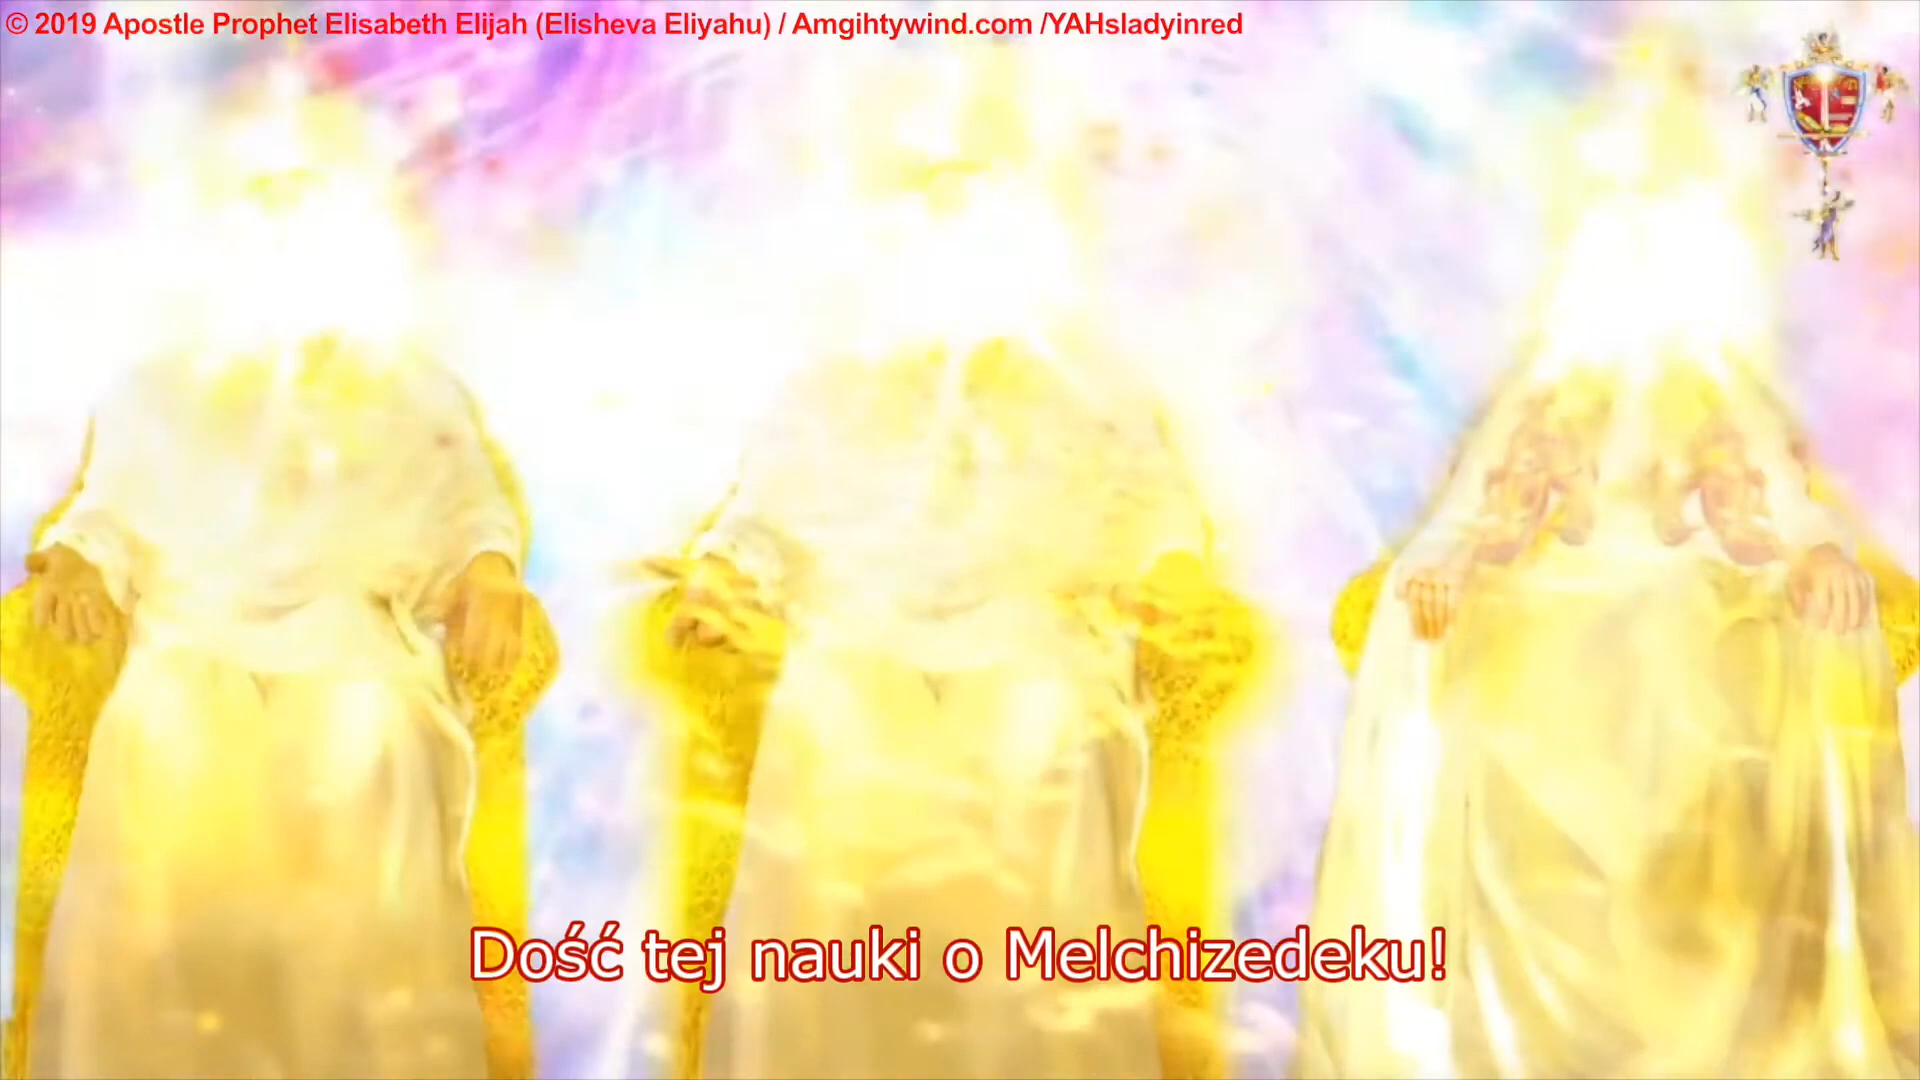 © 2019 Apostle Prophet Elisabeth Elijah (Elisheva Eliyahu) / Amgihtywind.com /YAHsladyinred
Dość tej nauki o Melchizedeku!